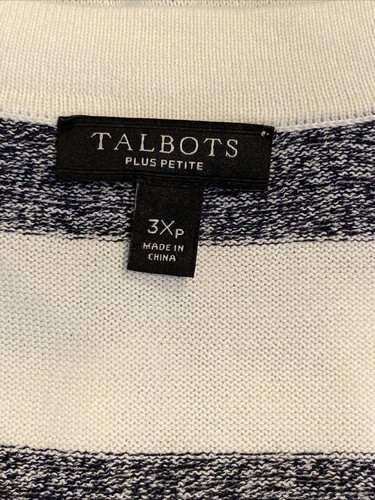 TALBOTS
PLUS PETITE
3XP
MADE IN
CHINA